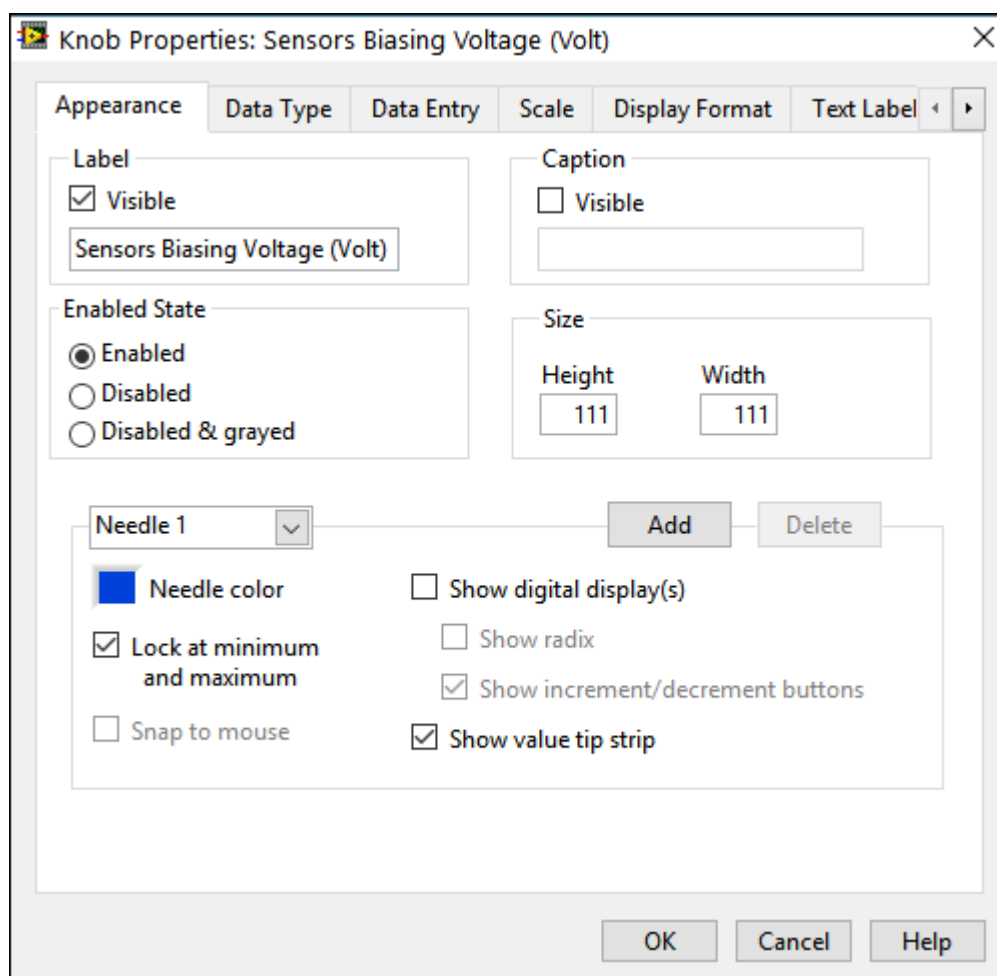 Knob Properties: Sensors Biasing Voltage (Volt)
Appearance Data Type Data Entry Scale Display Format Text Label
Label
Visible
Sensors Biasing Voltage (Volt)
Caption
Visible
Enabled State
Enabled
Disabled
Disabled & grayed
Size
Height Width
111 111
Needle 1 Add Delete
Needle color
Lock at minimum
and maximum
Snap to mouse
Show digital display(s)
Show radix
Show increment/decrement buttons
Show value tip strip
OK Cancel Help